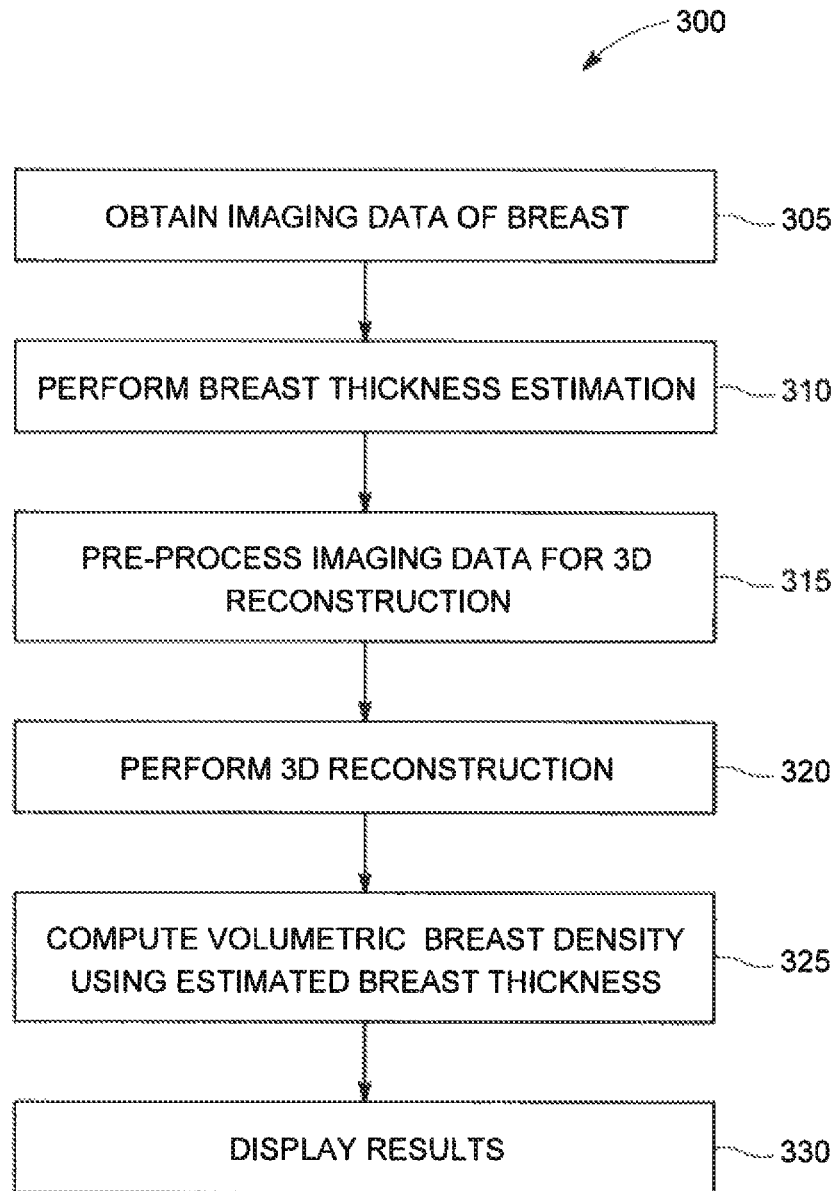 300
OBTAIN IMAGING DATA OF BREAST
305
PERFORM BREAST THICKNESS ESTIMATION
310
PRE-PROCESS IMAGING DATA FOR 3D
RECONSTRUCTION
315
PERFORM 3D RECONSTRUCTION
320
COMPUTE VOLUMETRIC BREAST DENSITY
USING ESTIMATED BREAST THICKNESS
325
DISPLAY RESULTS
330